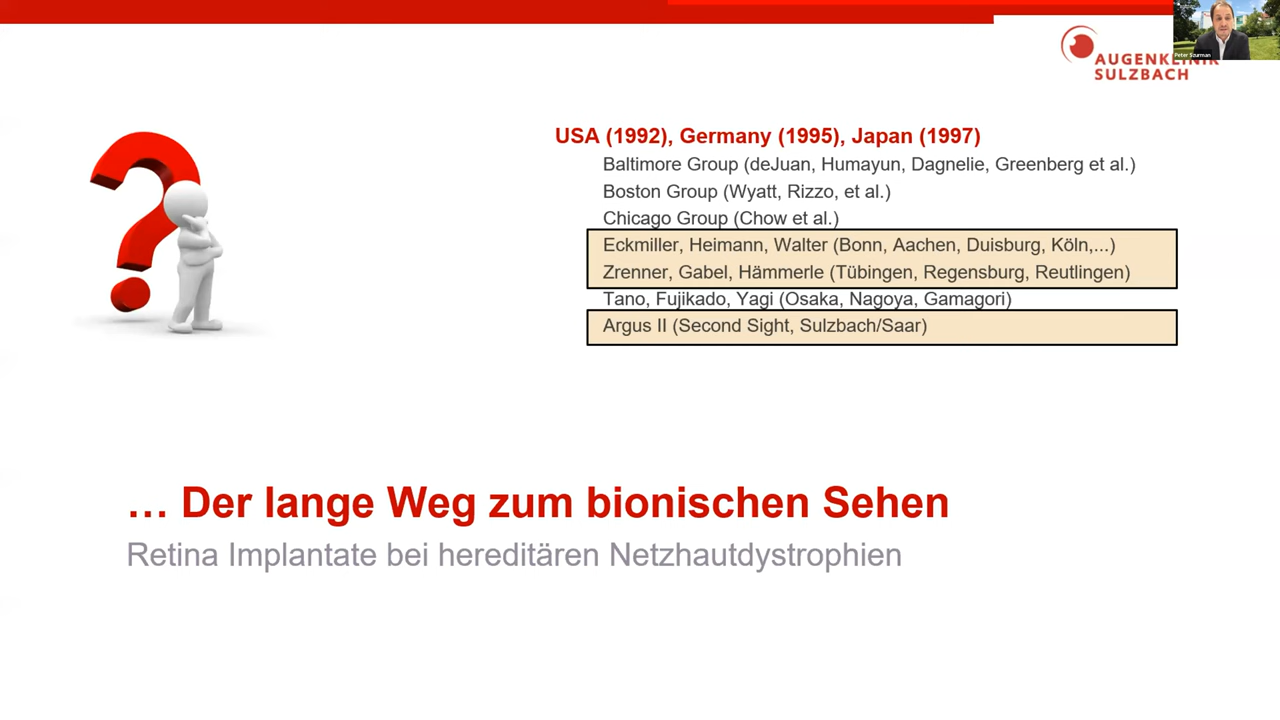 Peter Szurman
AUGENKLINIK
SULZBACH
USA (1992), Germany (1995), Japan (1997)
Baltimore Group (deJuan, Humayun, Dagnelie, Greenberg et al.)
Boston Group (Wyatt, Rizzo, et al.)
Chicago Group (Chow et al.)
Eckmiller, Heimann, Walter (Bonn, Aachen, Duisburg, Köln,...)
Zrenner, Gabel, Hämmerle (Tübingen, Regensburg, Reutlingen)
Tano, Fujikado, Yagi (Osaka, Nagoya, Gamagori)
Argus II (Second Sight, Sulzbach/Saar)
… Der lange Weg zum bionischen Sehen
Retina Implantate bei hereditären Netzhautdystrophien